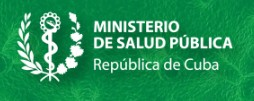 MINISTERIO
DE SALUD PÚBLICA
República de Cuba